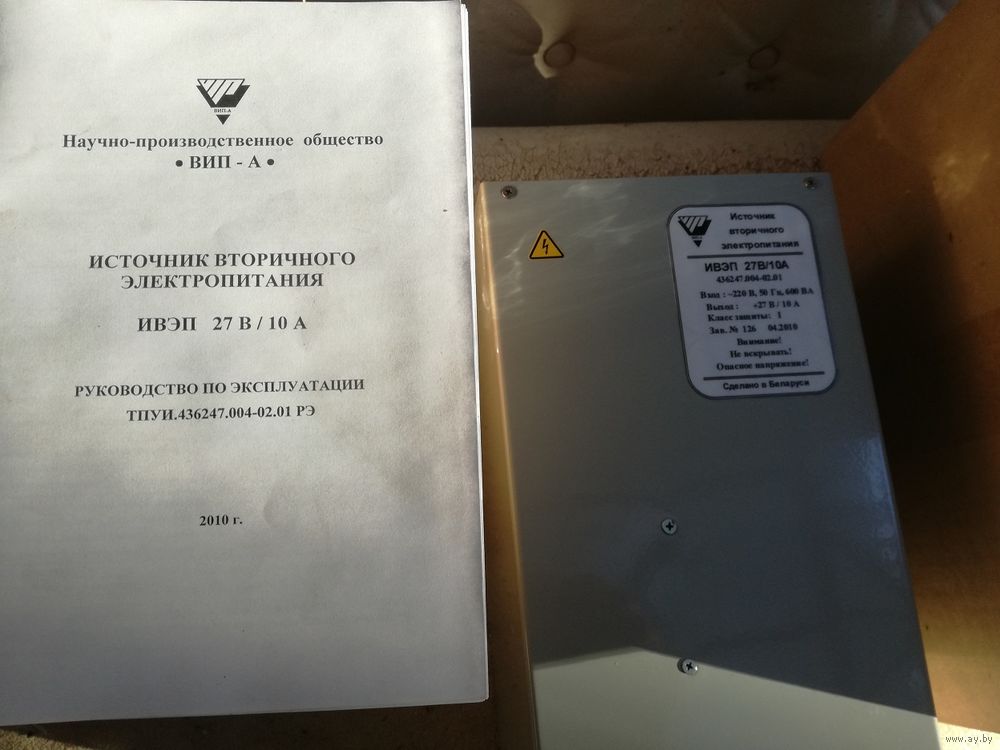 ВИП-А
Научно-производственное общество
• ВИП - А •
ИСТОЧНИК ВТОРИЧНОГО
ЭЛЕКТРОПИТАНИЯ
ИВЭП 27 В / 10 А
РУКОВОДСТВО ПО ЭКСПЛУАТАЦИИ
ТПУИ.436247.004-02.01 РЭ
2010 г.
Источник
вторичного
электропитания
ВИП-А
ИВЭП 27В/10А
436247.004-02.01
Вход : ~220 В, 50 Гц, 600 ВА
Выход : +27 В / 10 А
Класс защиты: I
Зав. № 126 04.2010
Внимание!
Не вскрывать!
Опасное напряжение!
Сделано в Беларуси
www.ay.by